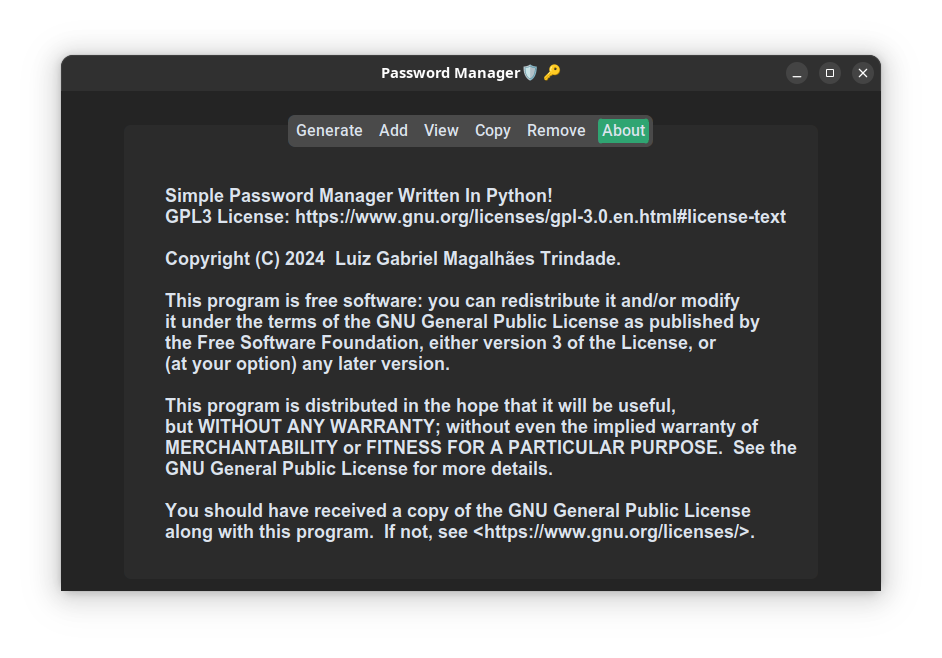 Password Manager🛡️🔑
Generate Add View Copy Remove About
Simple Password Manager Written In Python!
GPL3 License: https://www.gnu.org/licenses/gpl-3.0.en.html#license-text
Copyright (C) 2024  Luiz Gabriel Magalhães Trindade.
This program is free software: you can redistribute it and/or modify
it under the terms of the GNU General Public License as published by
the Free Software Foundation, either version 3 of the License, or
(at your option) any later version.
This program is distributed in the hope that it will be useful,
but WITHOUT ANY WARRANTY; without even the implied warranty of
MERCHANTABILITY or FITNESS FOR A PARTICULAR PURPOSE.  See the
GNU General Public License for more details.
You should have received a copy of the GNU General Public License
along with this program.  If not, see <https://www.gnu.org/licenses/>.